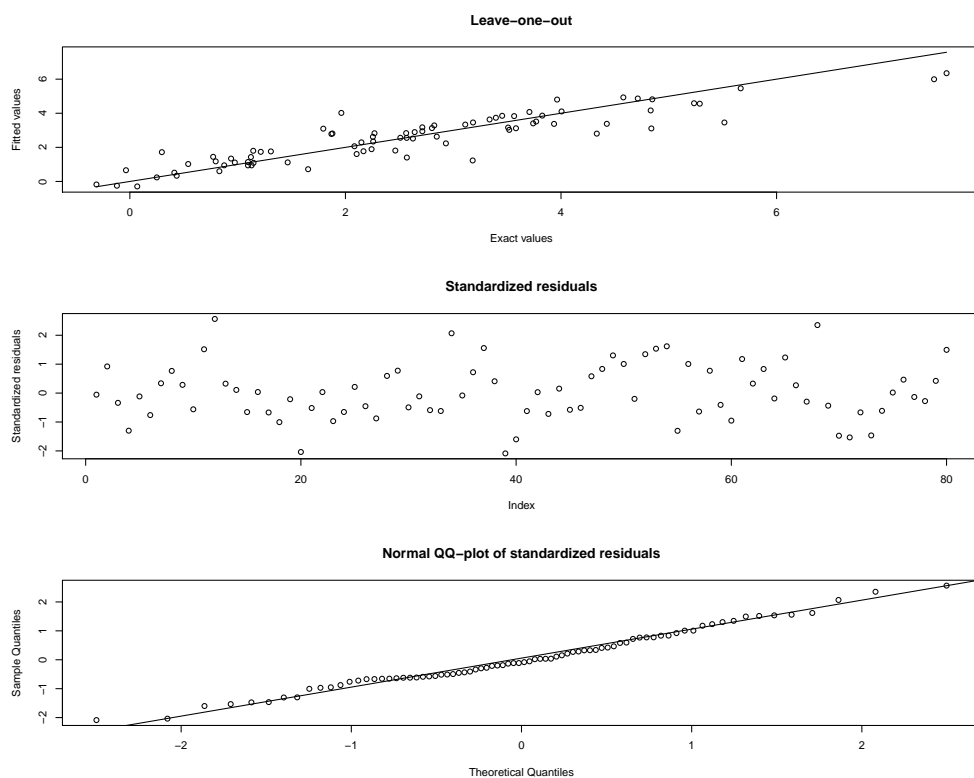 Leave−one−out
Fitted values
6
4
2
0
0 2 4 6
Exact values
Standardized residuals
Standardized residuals
2
1
0
−1
−2
0 20 40 60 80
Index
Normal QQ−plot of standardized residuals
Sample Quantiles
2
1
0
−1
−2
−2 −1 0 1 2
Theoretical Quantiles